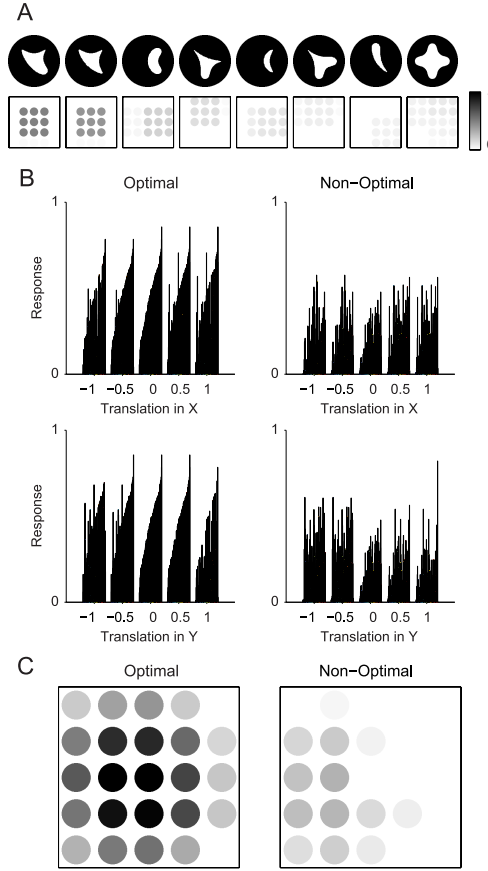 A
B
Optimal Non-Optimal
1 1
Response
0 0
-1 -0.5 0 0.5 1 -1 -0.5 0 0.5 1
Translation in X Translation in X
1 1
Response
0 0
-1 -0.5 0 0.5 1 -1 -0.5 0 0.5 1
Translation in Y Translation in Y
C
Optimal Non-Optimal